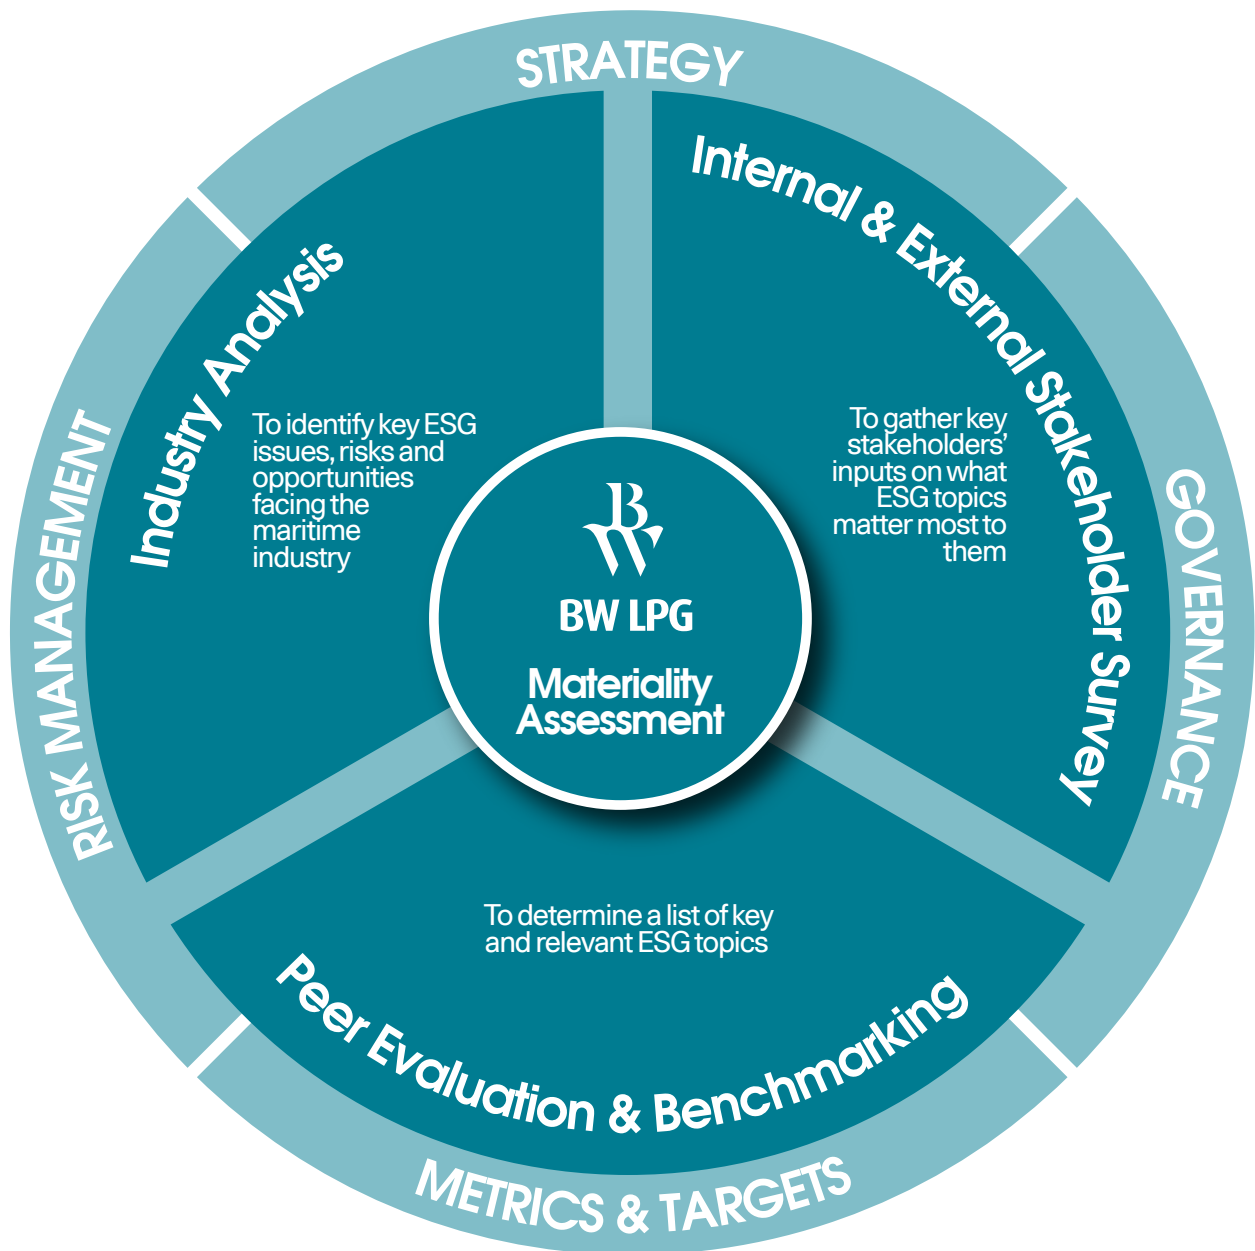 STRATEGY
Industry Analysis
To identify key ESG
issues, risks and
opportunities
facing the
maritime
industry
Internal & External Stakeholder Survey
To gather key
stakeholders’
inputs on what
ESG topics
matter most to
them
RISK MANAGEMENT
GOVERNANCE
BW
BW LPG
Materiality
Assessment
To determine a list of key
and relevant ESG topics
Peer Evaluation & Benchmarking
METRICS & TARGETS